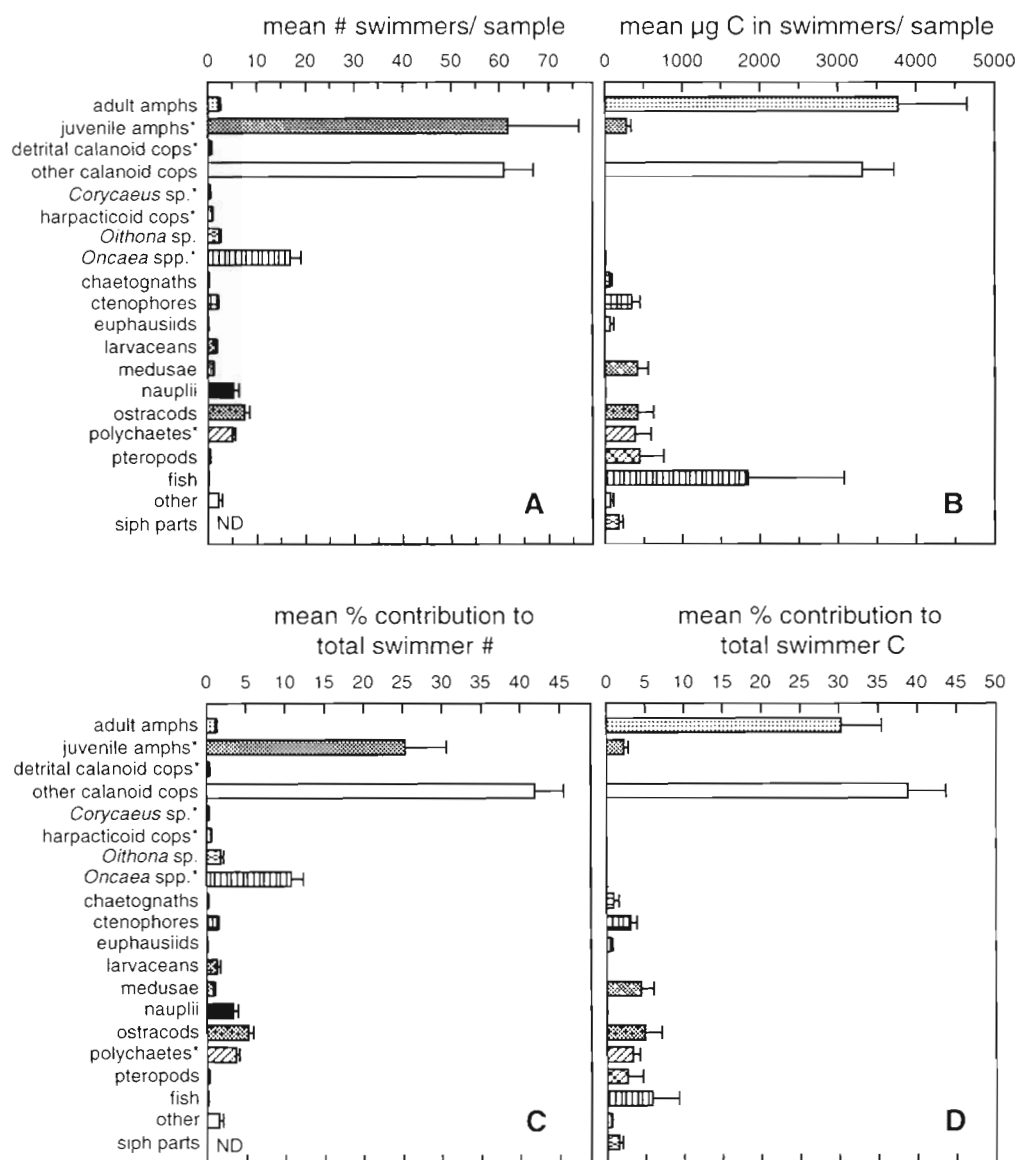 mean # swimmers/ sample
mean µg C in swimmers/ sample
0 10 20 30 40 50 60 70
0 1000 2000 3000 4000 5000
adult amphs
juvenile amphs*
detrital calanoid cops*
other calanoid cops
Corycaeus sp.*
harpacticoid cops*
Oithona sp.
Oncaea spp.*
chaetognaths
ctenophores
euphausiids
larvaceans
medusae
nauplii
ostracods
polychaetes*
pteropods
fish
other
siph parts
ND
A
B
mean % contribution to
total swimmer #
mean % contribution to
total swimmer C
0 5 10 15 20 25 30 35 40 45
0 5 10 15 20 25 30 35 40 45 50
adult amphs
juvenile amphs*
detrital calanoid cops*
other calanoid cops
Corycaeus sp.*
harpacticoid cops*
Oithona sp.
Oncaea spp.*
chaetognaths
ctenophores
euphausiids
larvaceans
medusae
nauplii
ostracods
polychaetes*
pteropods
fish
other
siph parts
ND
C
D